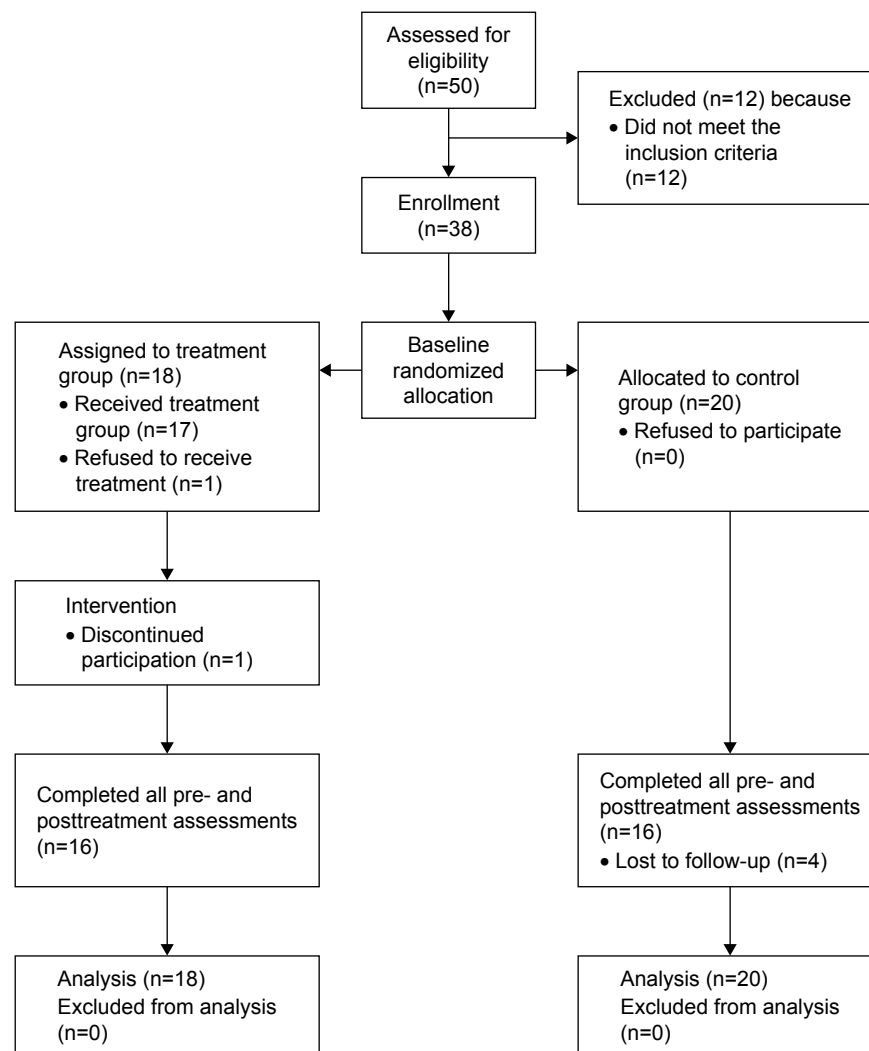 Assessed for
eligibility
(n=50)
Excluded (n=12) because
• Did not meet the
inclusion criteria
(n=12)
Enrollment
(n=38)
Baseline
randomized
allocation
Assigned to treatment
group (n=18)
• Received treatment
group (n=17)
• Refused to receive
treatment (n=1)
Allocated to control
group (n=20)
• Refused to participate
(n=0)
Intervention
• Discontinued
participation (n=1)
Completed all pre- and
posttreatment assessments
(n=16)
Completed all pre- and
posttreatment assessments
(n=16)
• Lost to follow-up (n=4)
Analysis (n=18)
Excluded from analysis
(n=0)
Analysis (n=20)
Excluded from analysis
(n=0)